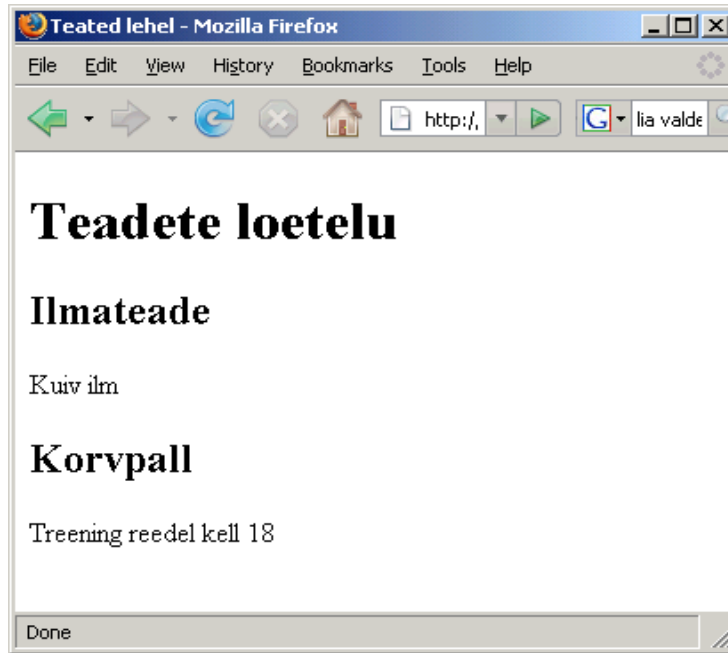 Teated lehel - Mozilla Firefox
File Edit View History Bookmarks Tools Help
http:/, G lia valde
Teadete loetelu
Ilmateade
Kuiv ilm
Korvpall
Treening reedel kell 18
Done